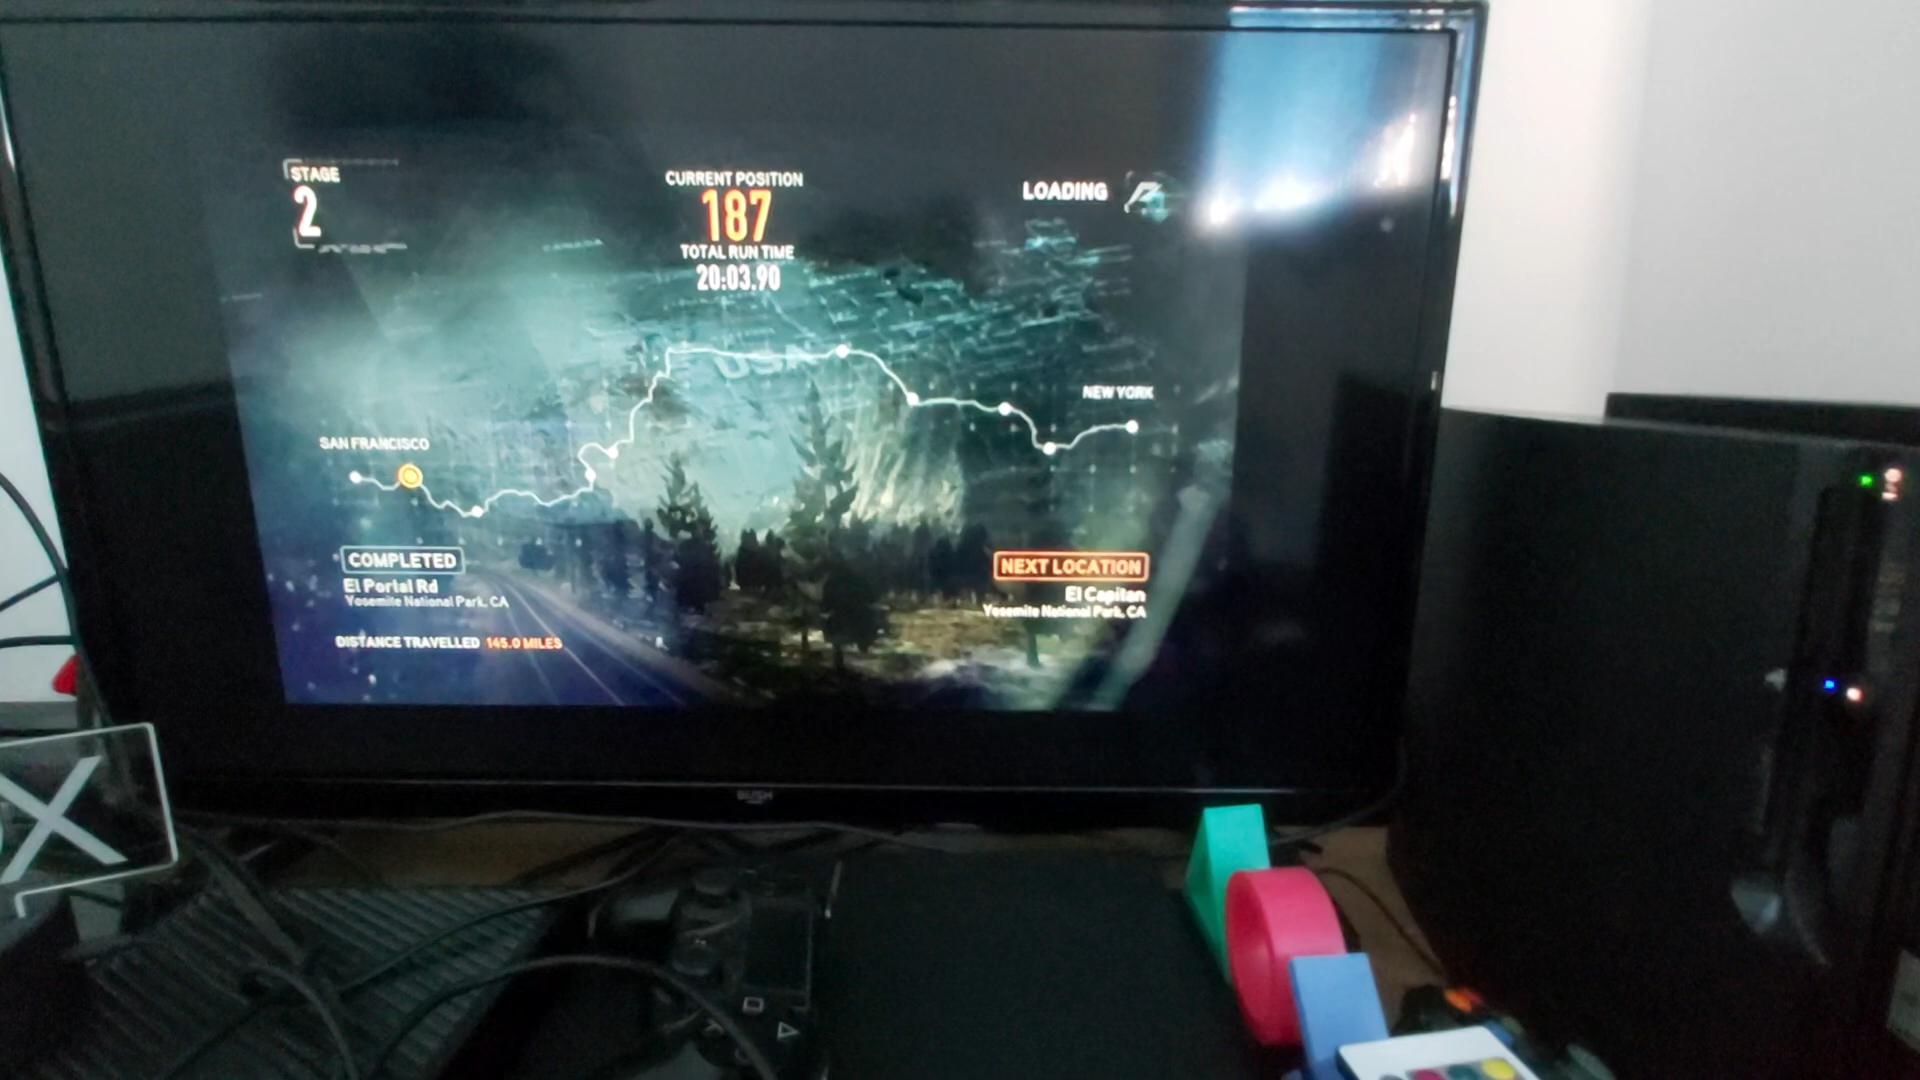 STAGE
2
CURRENT POSITION
187
TOTAL RUN TIME
20:03.90
LOADING
CANADA
USA
SAN FRANCISCO
NEW YORK
COMPLETED
El Portal Rd
Yosemite National Park, CA
DISTANCE TRAVELLED 145.0 MILES
NEXT LOCATION
El Capitan
Yosemite National Park, CA
BUSH
X